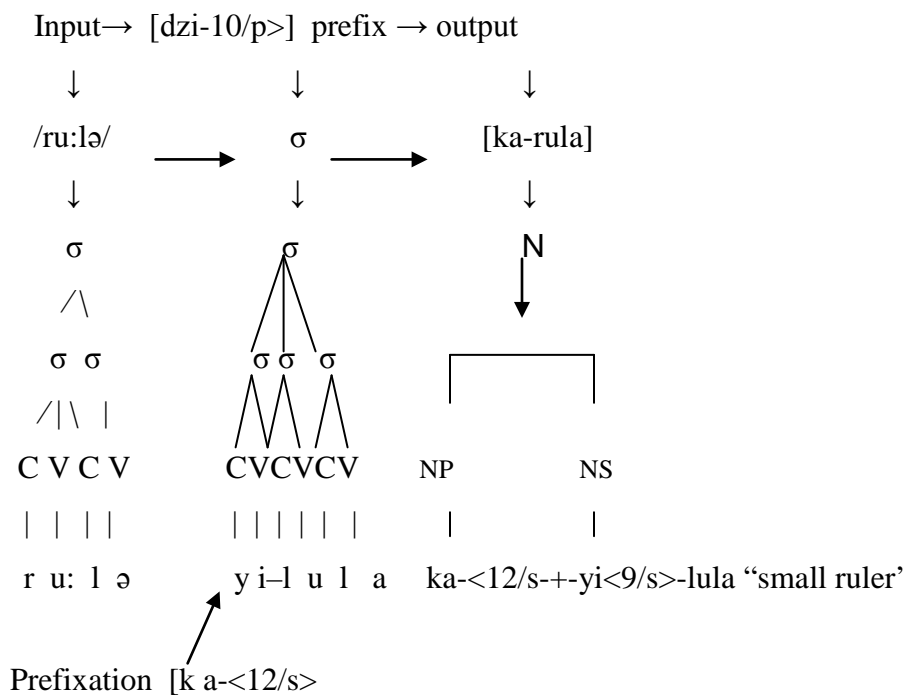 Input→ [dzi-10/p>] prefix → output
↓ ↓ ↓
/ru:lə/ σ [ka-rula]
↓ ↓ ↓
σ σ N
/\
σ σ σ σ σ
/|\ |
C V C V CVCVCV NP NS
| | | | | | | | | | | |
r u: l ə y i–l u l a ka-<12/s-+-yi<9/s>-lula “small ruler’
Prefixation [k a-<12/s>